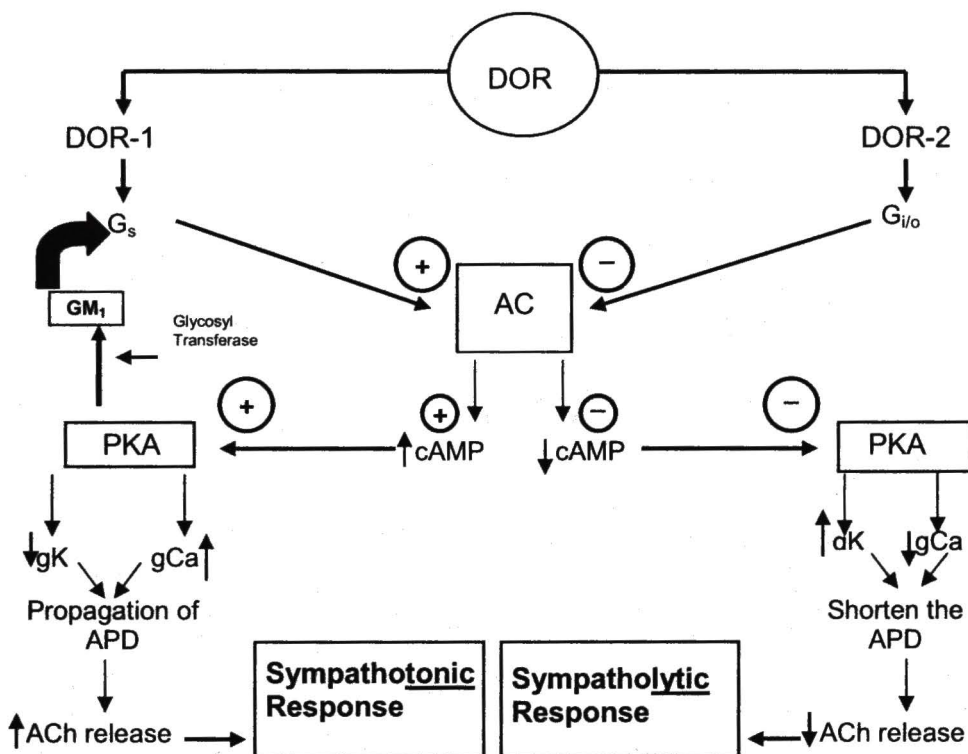 DOR
DOR-1
DOR-2
Gₛ
Gᵢ/ₒ
+
−
AC
GM₁
Glycosyl
Transferase
+
+
−
−
PKA
↑cAMP
↓cAMP
PKA
↓gK
gCa↑
↑dK
↓gCa
Propagation of
APD
Shorten the
APD
Sympathotonic
Response
Sympatholytic
Response
↑ACh release
↓ACh release